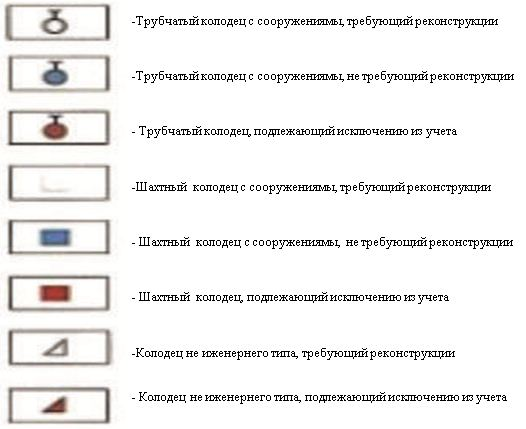 -Трубчатый колодец с сооружениямы, требующий реконструкции
-Трубчатый колодец с сооружениямы, не требующий реконструкции
- Трубчатый колодец, подлежающий исключению из учета
-Шахтный колодец с сооружениямы, требующий реконструкции
- Шахтный колодец с сооружениямы, не требующий реконструкции
- Шахтный колодец, подлежающий исключению из учета
-Колодец не иженернего типа, требующий реконструкции
- Колодец не иженернего типа, подлежающий исключению из учета